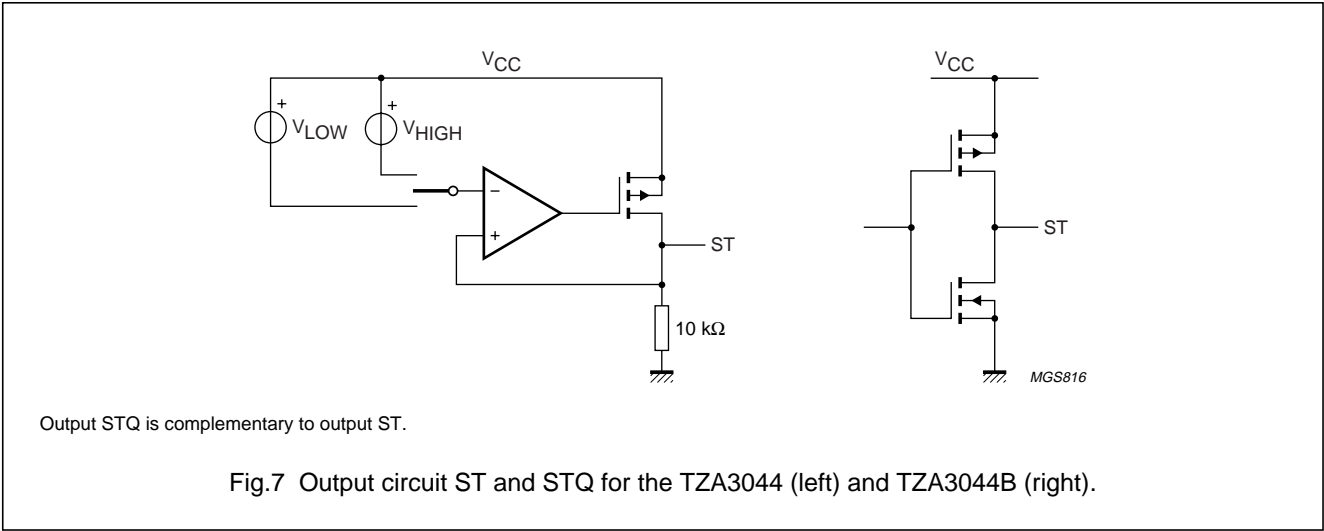 VCC
VCC
+
+
VLOW
VHIGH
−
+
ST
ST
10 kΩ
MGS816
Output STQ is complementary to output ST.
Fig.7 Output circuit ST and STQ for the TZA3044 (left) and TZA3044B (right).